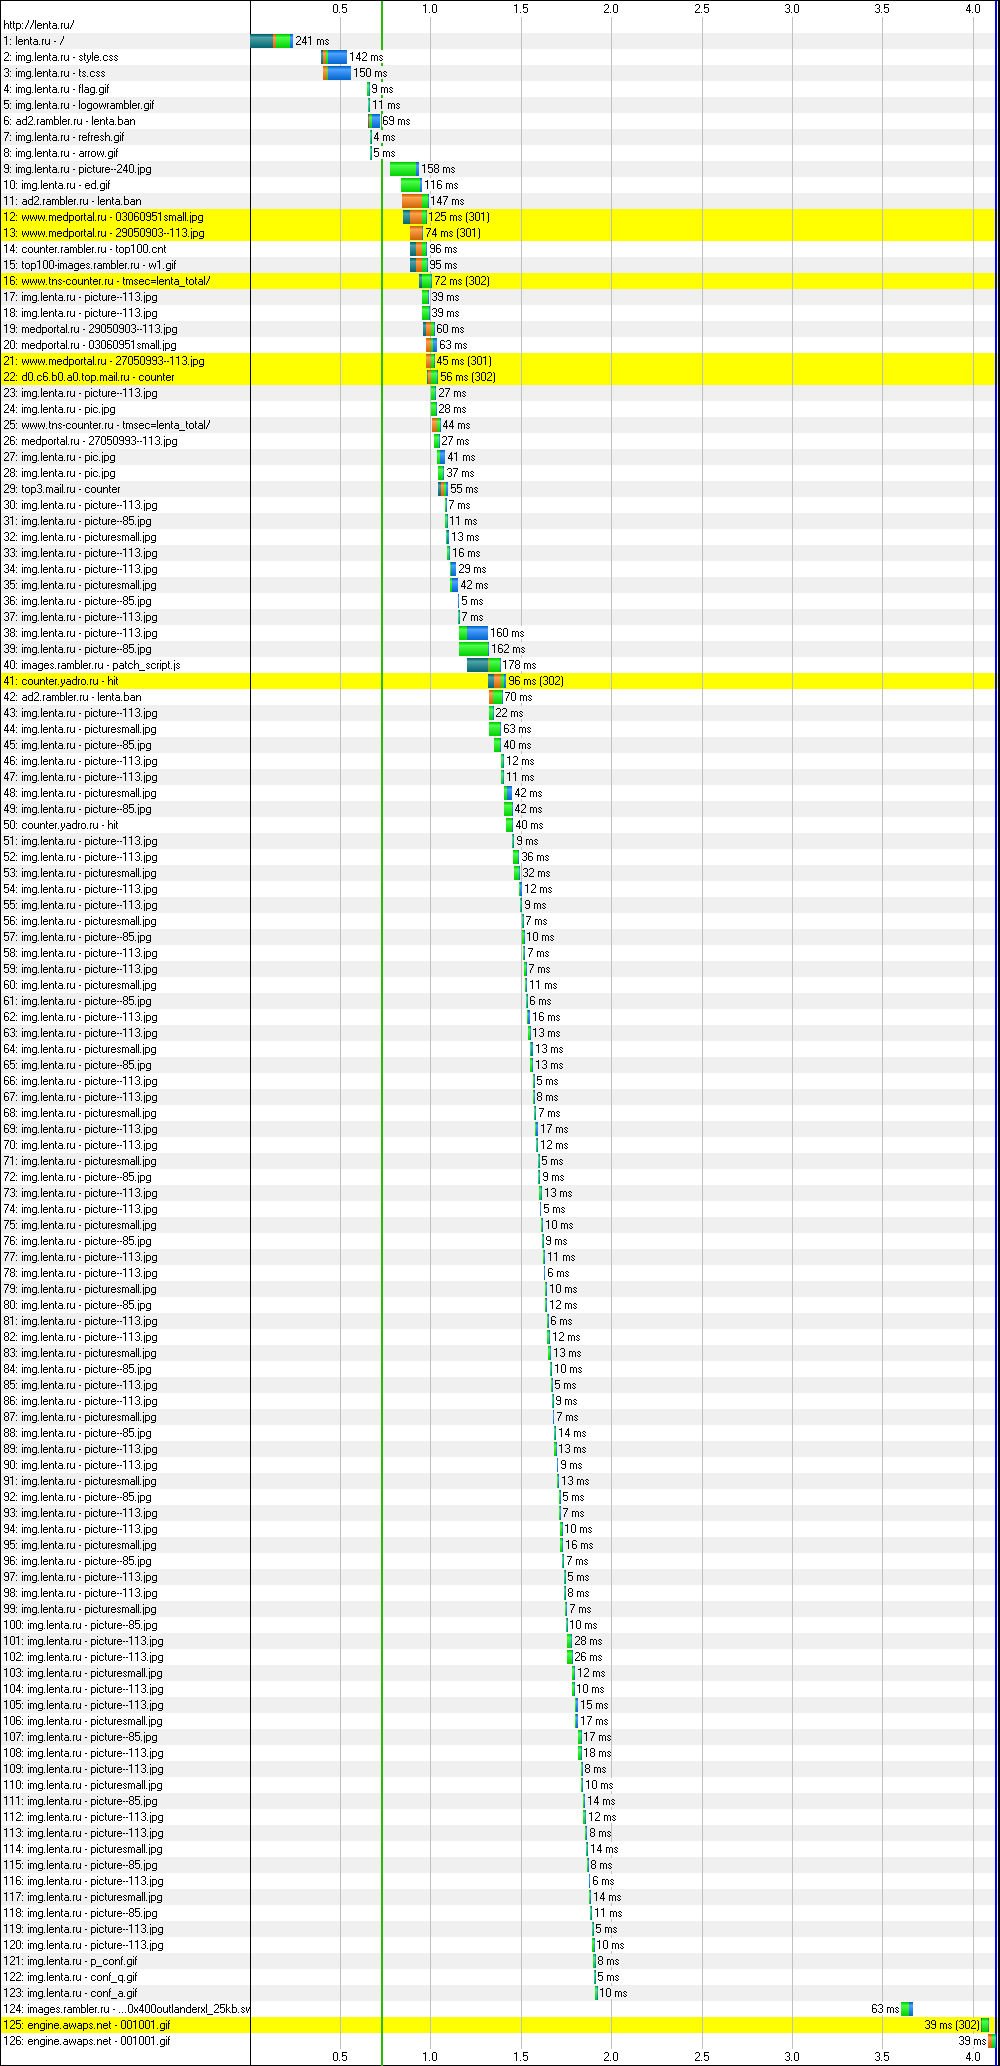 0.5 1.0 1.5 2.0 2.5 3.0 3.5 4.0
http://lenta.ru/
1: lenta.ru - / 241 ms
2: img.lenta.ru - style.css 142 ms
3: img.lenta.ru - ts.css 150 ms
4: img.lenta.ru - flag.gif 9 ms
5: img.lenta.ru - logowrambler.gif 11 ms
6: ad2.rambler.ru - lenta.ban 69 ms
7: img.lenta.ru - refresh.gif 4 ms
8: img.lenta.ru - arrow.gif 5 ms
9: img.lenta.ru - picture--240.jpg 158 ms
10: img.lenta.ru - ed.gif 116 ms
11: ad2.rambler.ru - lenta.ban 147 ms
12: www.medportal.ru - 03060951small.jpg 125 ms (301)
13: www.medportal.ru - 29050903--113.jpg 74 ms (301)
14: counter.rambler.ru - top100.cnt 96 ms
15: top100-images.rambler.ru - w1.gif 95 ms
16: www.tns-counter.ru - tmsec=lenta_total/ 72 ms (302)
17: img.lenta.ru - picture--113.jpg 39 ms
18: img.lenta.ru - picture--113.jpg 39 ms
19: medportal.ru - 29050903--113.jpg 60 ms
20: medportal.ru - 03060951small.jpg 63 ms
21: www.medportal.ru - 27050993--113.jpg 45 ms (301)
22: d0.c6.b0.a0.top.mail.ru - counter 56 ms (302)
23: img.lenta.ru - picture--113.jpg 27 ms
24: img.lenta.ru - pic.jpg 28 ms
25: www.tns-counter.ru - tmsec=lenta_total/ 44 ms
26: medportal.ru - 27050993--113.jpg 27 ms
27: img.lenta.ru - pic.jpg 41 ms
28: img.lenta.ru - pic.jpg 37 ms
29: top3.mail.ru - counter 55 ms
30: img.lenta.ru - picture--113.jpg 7 ms
31: img.lenta.ru - picture--85.jpg 11 ms
32: img.lenta.ru - picturesmall.jpg 13 ms
33: img.lenta.ru - picture--113.jpg 16 ms
34: img.lenta.ru - picture--113.jpg 29 ms
35: img.lenta.ru - picturesmall.jpg 42 ms
36: img.lenta.ru - picture--85.jpg 5 ms
37: img.lenta.ru - picture--113.jpg 7 ms
38: img.lenta.ru - picture--113.jpg 160 ms
39: img.lenta.ru - picture--85.jpg 162 ms
40: images.rambler.ru - patch_script.js 178 ms
41: counter.yadro.ru - hit 96 ms (302)
42: ad2.rambler.ru - lenta.ban 70 ms
43: img.lenta.ru - picture--113.jpg 22 ms
44: img.lenta.ru - picturesmall.jpg 63 ms
45: img.lenta.ru - picture--85.jpg 40 ms
46: img.lenta.ru - picture--113.jpg 12 ms
47: img.lenta.ru - picture--113.jpg 11 ms
48: img.lenta.ru - picturesmall.jpg 42 ms
49: img.lenta.ru - picture--85.jpg 42 ms
50: counter.yadro.ru - hit 40 ms
51: img.lenta.ru - picture--113.jpg 9 ms
52: img.lenta.ru - picture--113.jpg 36 ms
53: img.lenta.ru - picturesmall.jpg 32 ms
54: img.lenta.ru - picture--113.jpg 12 ms
55: img.lenta.ru - picture--113.jpg 9 ms
56: img.lenta.ru - picturesmall.jpg 7 ms
57: img.lenta.ru - picture--85.jpg 10 ms
58: img.lenta.ru - picture--113.jpg 7 ms
59: img.lenta.ru - picture--113.jpg 7 ms
60: img.lenta.ru - picturesmall.jpg 11 ms
61: img.lenta.ru - picture--85.jpg 6 ms
62: img.lenta.ru - picture--113.jpg 16 ms
63: img.lenta.ru - picture--113.jpg 13 ms
64: img.lenta.ru - picturesmall.jpg 13 ms
65: img.lenta.ru - picture--85.jpg 13 ms
66: img.lenta.ru - picture--113.jpg 5 ms
67: img.lenta.ru - picture--113.jpg 8 ms
68: img.lenta.ru - picturesmall.jpg 7 ms
69: img.lenta.ru - picture--113.jpg 17 ms
70: img.lenta.ru - picture--113.jpg 12 ms
71: img.lenta.ru - picturesmall.jpg 5 ms
72: img.lenta.ru - picture--85.jpg 9 ms
73: img.lenta.ru - picture--113.jpg 13 ms
74: img.lenta.ru - picture--113.jpg 5 ms
75: img.lenta.ru - picturesmall.jpg 10 ms
76: img.lenta.ru - picture--85.jpg 9 ms
77: img.lenta.ru - picture--113.jpg 11 ms
78: img.lenta.ru - picture--113.jpg 6 ms
79: img.lenta.ru - picturesmall.jpg 10 ms
80: img.lenta.ru - picture--85.jpg 12 ms
81: img.lenta.ru - picture--113.jpg 6 ms
82: img.lenta.ru - picture--113.jpg 12 ms
83: img.lenta.ru - picturesmall.jpg 13 ms
84: img.lenta.ru - picture--85.jpg 10 ms
85: img.lenta.ru - picture--113.jpg 5 ms
86: img.lenta.ru - picture--113.jpg 9 ms
87: img.lenta.ru - picturesmall.jpg 7 ms
88: img.lenta.ru - picture--85.jpg 14 ms
89: img.lenta.ru - picture--113.jpg 13 ms
90: img.lenta.ru - picture--113.jpg 9 ms
91: img.lenta.ru - picturesmall.jpg 13 ms
92: img.lenta.ru - picture--85.jpg 5 ms
93: img.lenta.ru - picture--113.jpg 7 ms
94: img.lenta.ru - picture--113.jpg 10 ms
95: img.lenta.ru - picturesmall.jpg 16 ms
96: img.lenta.ru - picture--85.jpg 7 ms
97: img.lenta.ru - picture--113.jpg 5 ms
98: img.lenta.ru - picture--113.jpg 8 ms
99: img.lenta.ru - picturesmall.jpg 7 ms
100: img.lenta.ru - picture--85.jpg 10 ms
101: img.lenta.ru - picture--113.jpg 28 ms
102: img.lenta.ru - picture--113.jpg 26 ms
103: img.lenta.ru - picturesmall.jpg 12 ms
104: img.lenta.ru - picture--113.jpg 10 ms
105: img.lenta.ru - picture--113.jpg 15 ms
106: img.lenta.ru - picturesmall.jpg 17 ms
107: img.lenta.ru - picture--85.jpg 17 ms
108: img.lenta.ru - picture--113.jpg 18 ms
109: img.lenta.ru - picture--113.jpg 8 ms
110: img.lenta.ru - picturesmall.jpg 10 ms
111: img.lenta.ru - picture--85.jpg 14 ms
112: img.lenta.ru - picture--113.jpg 12 ms
113: img.lenta.ru - picture--113.jpg 8 ms
114: img.lenta.ru - picturesmall.jpg 14 ms
115: img.lenta.ru - picture--85.jpg 8 ms
116: img.lenta.ru - picture--113.jpg 6 ms
117: img.lenta.ru - picturesmall.jpg 14 ms
118: img.lenta.ru - picture--85.jpg 11 ms
119: img.lenta.ru - picture--113.jpg 5 ms
120: img.lenta.ru - picture--113.jpg 10 ms
121: img.lenta.ru - p_conf.gif 8 ms
122: img.lenta.ru - conf_q.gif 5 ms
123: img.lenta.ru - conf_a.gif 10 ms
124: images.rambler.ru - ...0x400outlanderxl_25kb.sw 63 ms
125: engine.awaps.net - 001001.gif 39 ms (302)
126: engine.awaps.net - 001001.gif 39 ms
0.5 1.0 1.5 2.0 2.5 3.0 3.5 4.0